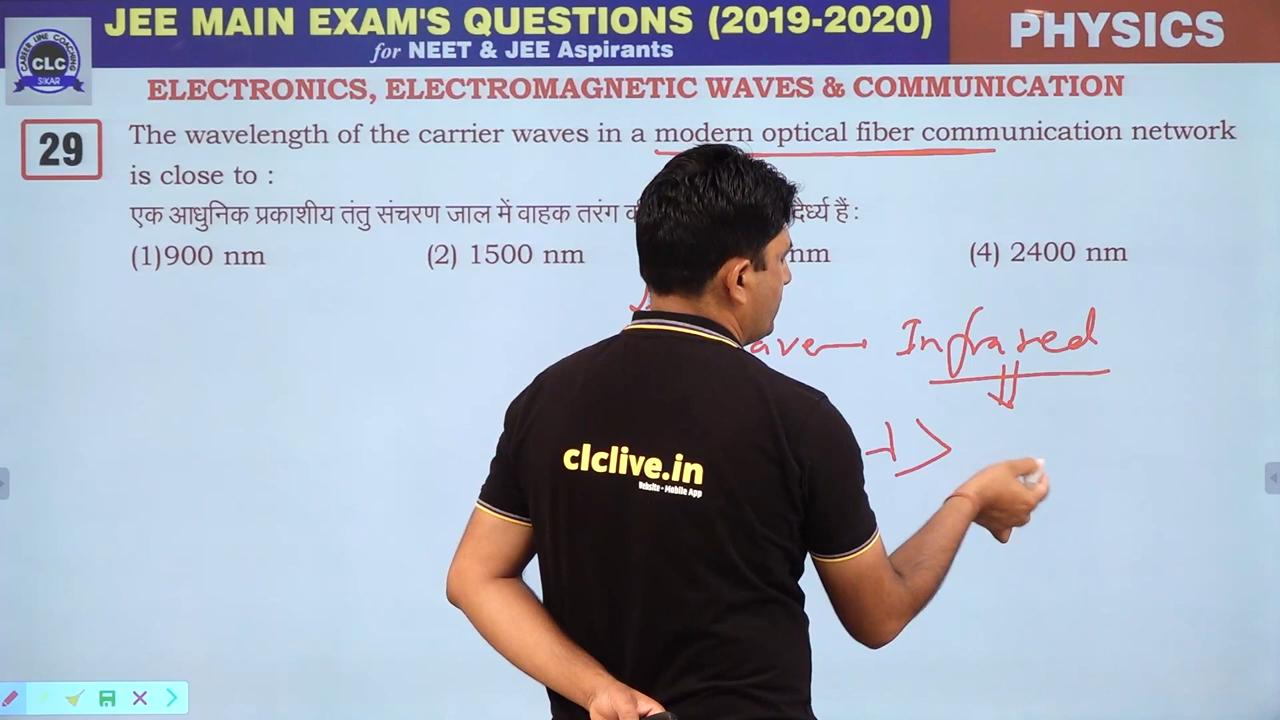 JEE MAIN EXAM'S QUESTIONS (2019-2020)
for NEET & JEE Aspirants
PHYSICS
CAREER LINE COACHING
CLC
SIKAR
ELECTRONICS, ELECTROMAGNETIC WAVES & COMMUNICATION
29
The wavelength of the carrier waves in a modern optical fiber communication network
is close to :
एक आधुनिक प्रकाशीय तंतु संचरण जाल में वाहक तरंग हैं :
(1)900 nm (2) 1500 nm nm (4) 2400 nm
Infrared
clclive.in
Website - Mobile App